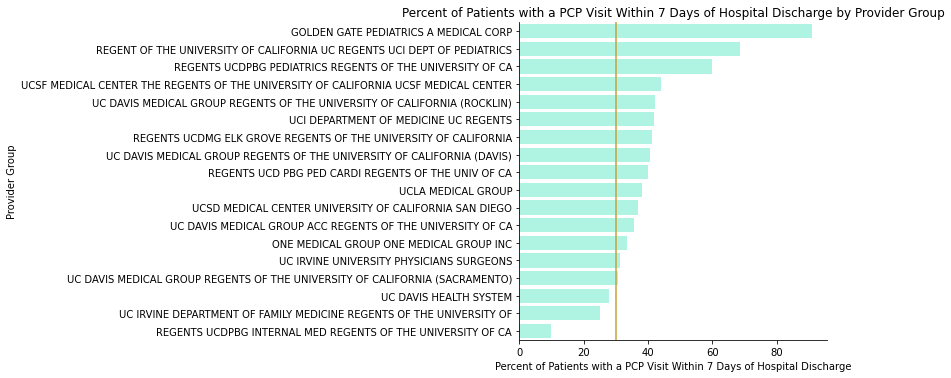 Percent of Patients with a PCP Visit Within 7 Days of Hospital Discharge by Provider Group
Provider Group
GOLDEN GATE PEDIATRICS A MEDICAL CORP
REGENT OF THE UNIVERSITY OF CALIFORNIA UC REGENTS UCI DEPT OF PEDIATRICS
REGENTS UCDPBG PEDIATRICS REGENTS OF THE UNIVERSITY OF CA
UCSF MEDICAL CENTER THE REGENTS OF THE UNIVERSITY OF CALIFORNIA UCSF MEDICAL CENTER
UC DAVIS MEDICAL GROUP REGENTS OF THE UNIVERSITY OF CALIFORNIA (ROCKLIN)
UCI DEPARTMENT OF MEDICINE UC REGENTS
REGENTS UCDMG ELK GROVE REGENTS OF THE UNIVERSITY OF CALIFORNIA
UC DAVIS MEDICAL GROUP REGENTS OF THE UNIVERSITY OF CALIFORNIA (DAVIS)
REGENTS UCD PBG PED CARDI REGENTS OF THE UNIV OF CA
UCLA MEDICAL GROUP
UCSD MEDICAL CENTER UNIVERSITY OF CALIFORNIA SAN DIEGO
UC DAVIS MEDICAL GROUP ACC REGENTS OF THE UNIVERSITY OF CA
ONE MEDICAL GROUP ONE MEDICAL GROUP INC
UC IRVINE UNIVERSITY PHYSICIANS SURGEONS
UC DAVIS MEDICAL GROUP REGENTS OF THE UNIVERSITY OF CALIFORNIA (SACRAMENTO)
UC DAVIS HEALTH SYSTEM
UC IRVINE DEPARTMENT OF FAMILY MEDICINE REGENTS OF THE UNIVERSITY OF
REGENTS UCDPBG INTERNAL MED REGENTS OF THE UNIVERSITY OF CA
0 20 40 60 80
Percent of Patients with a PCP Visit Within 7 Days of Hospital Discharge